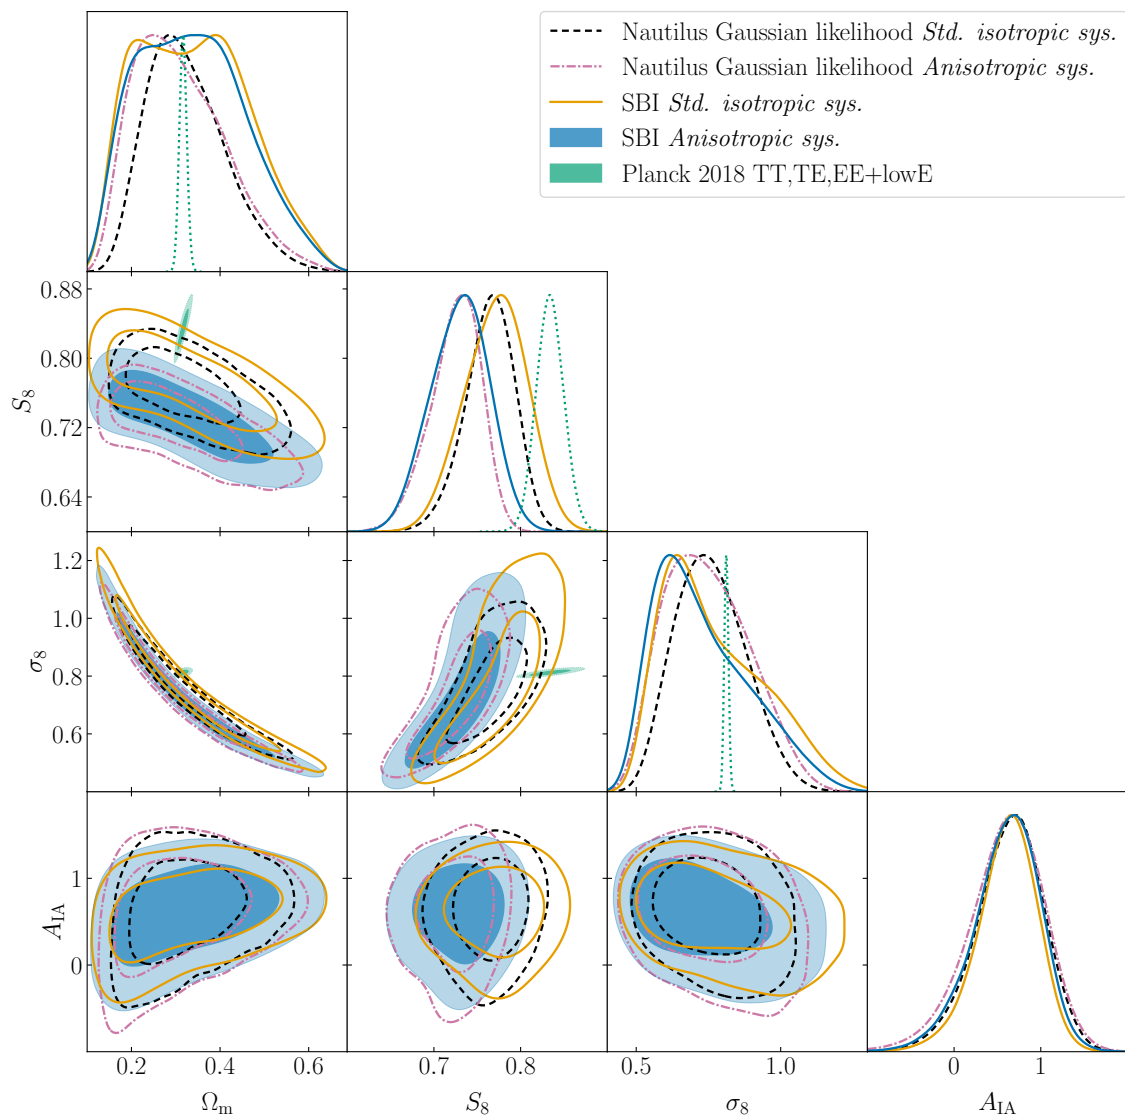 Nautilus Gaussian likelihood Std. isotropic sys.
Nautilus Gaussian likelihood Anisotropic sys.
SBI Std. isotropic sys.
SBI Anisotropic sys.
Planck 2018 TT,TE,EE+lowE
0.88
0.80
0.72
0.64
S₈
1.2
1.0
0.8
0.6
σ₈
1
0
A_IA
0.2 0.4 0.6
0.7 0.8
0.5 1.0
0 1
Ωₘ
S₈
σ₈
A_IA